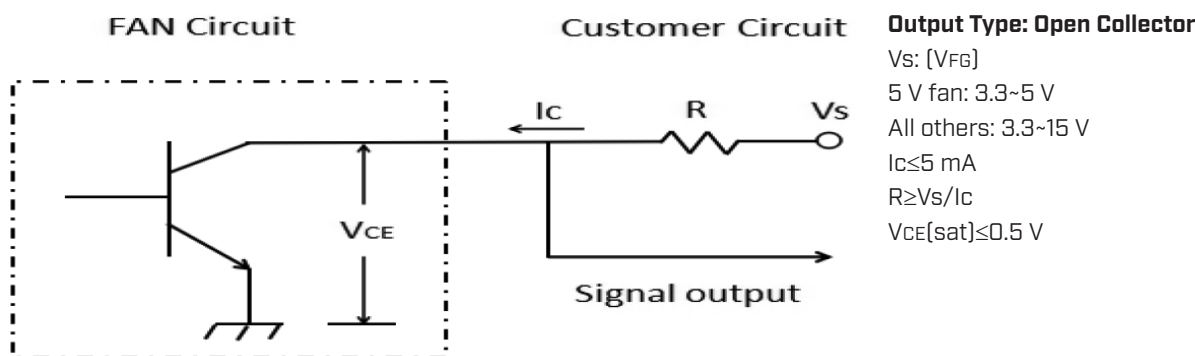 FAN Circuit
Customer Circuit
Output Type: Open Collector
Vs: (VFG)
5 V fan: 3.3~5 V
All others: 3.3~15 V
Ic≤5 mA
R≥Vs/Ic
VCE(sat)≤0.5 V
Ic
R
Vs
VCE
Signal output